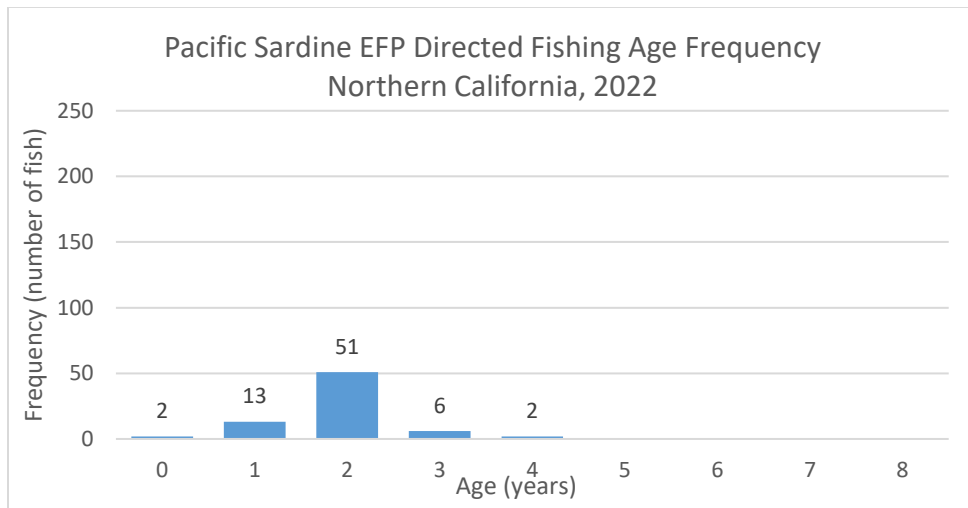 Pacific Sardine EFP Directed Fishing Age Frequency
Northern California, 2022
Frequency (number of fish)
250
200
150
100
50
0
2
13
51
6
2
0 1 2 3 4 5 6 7 8
Age (years)